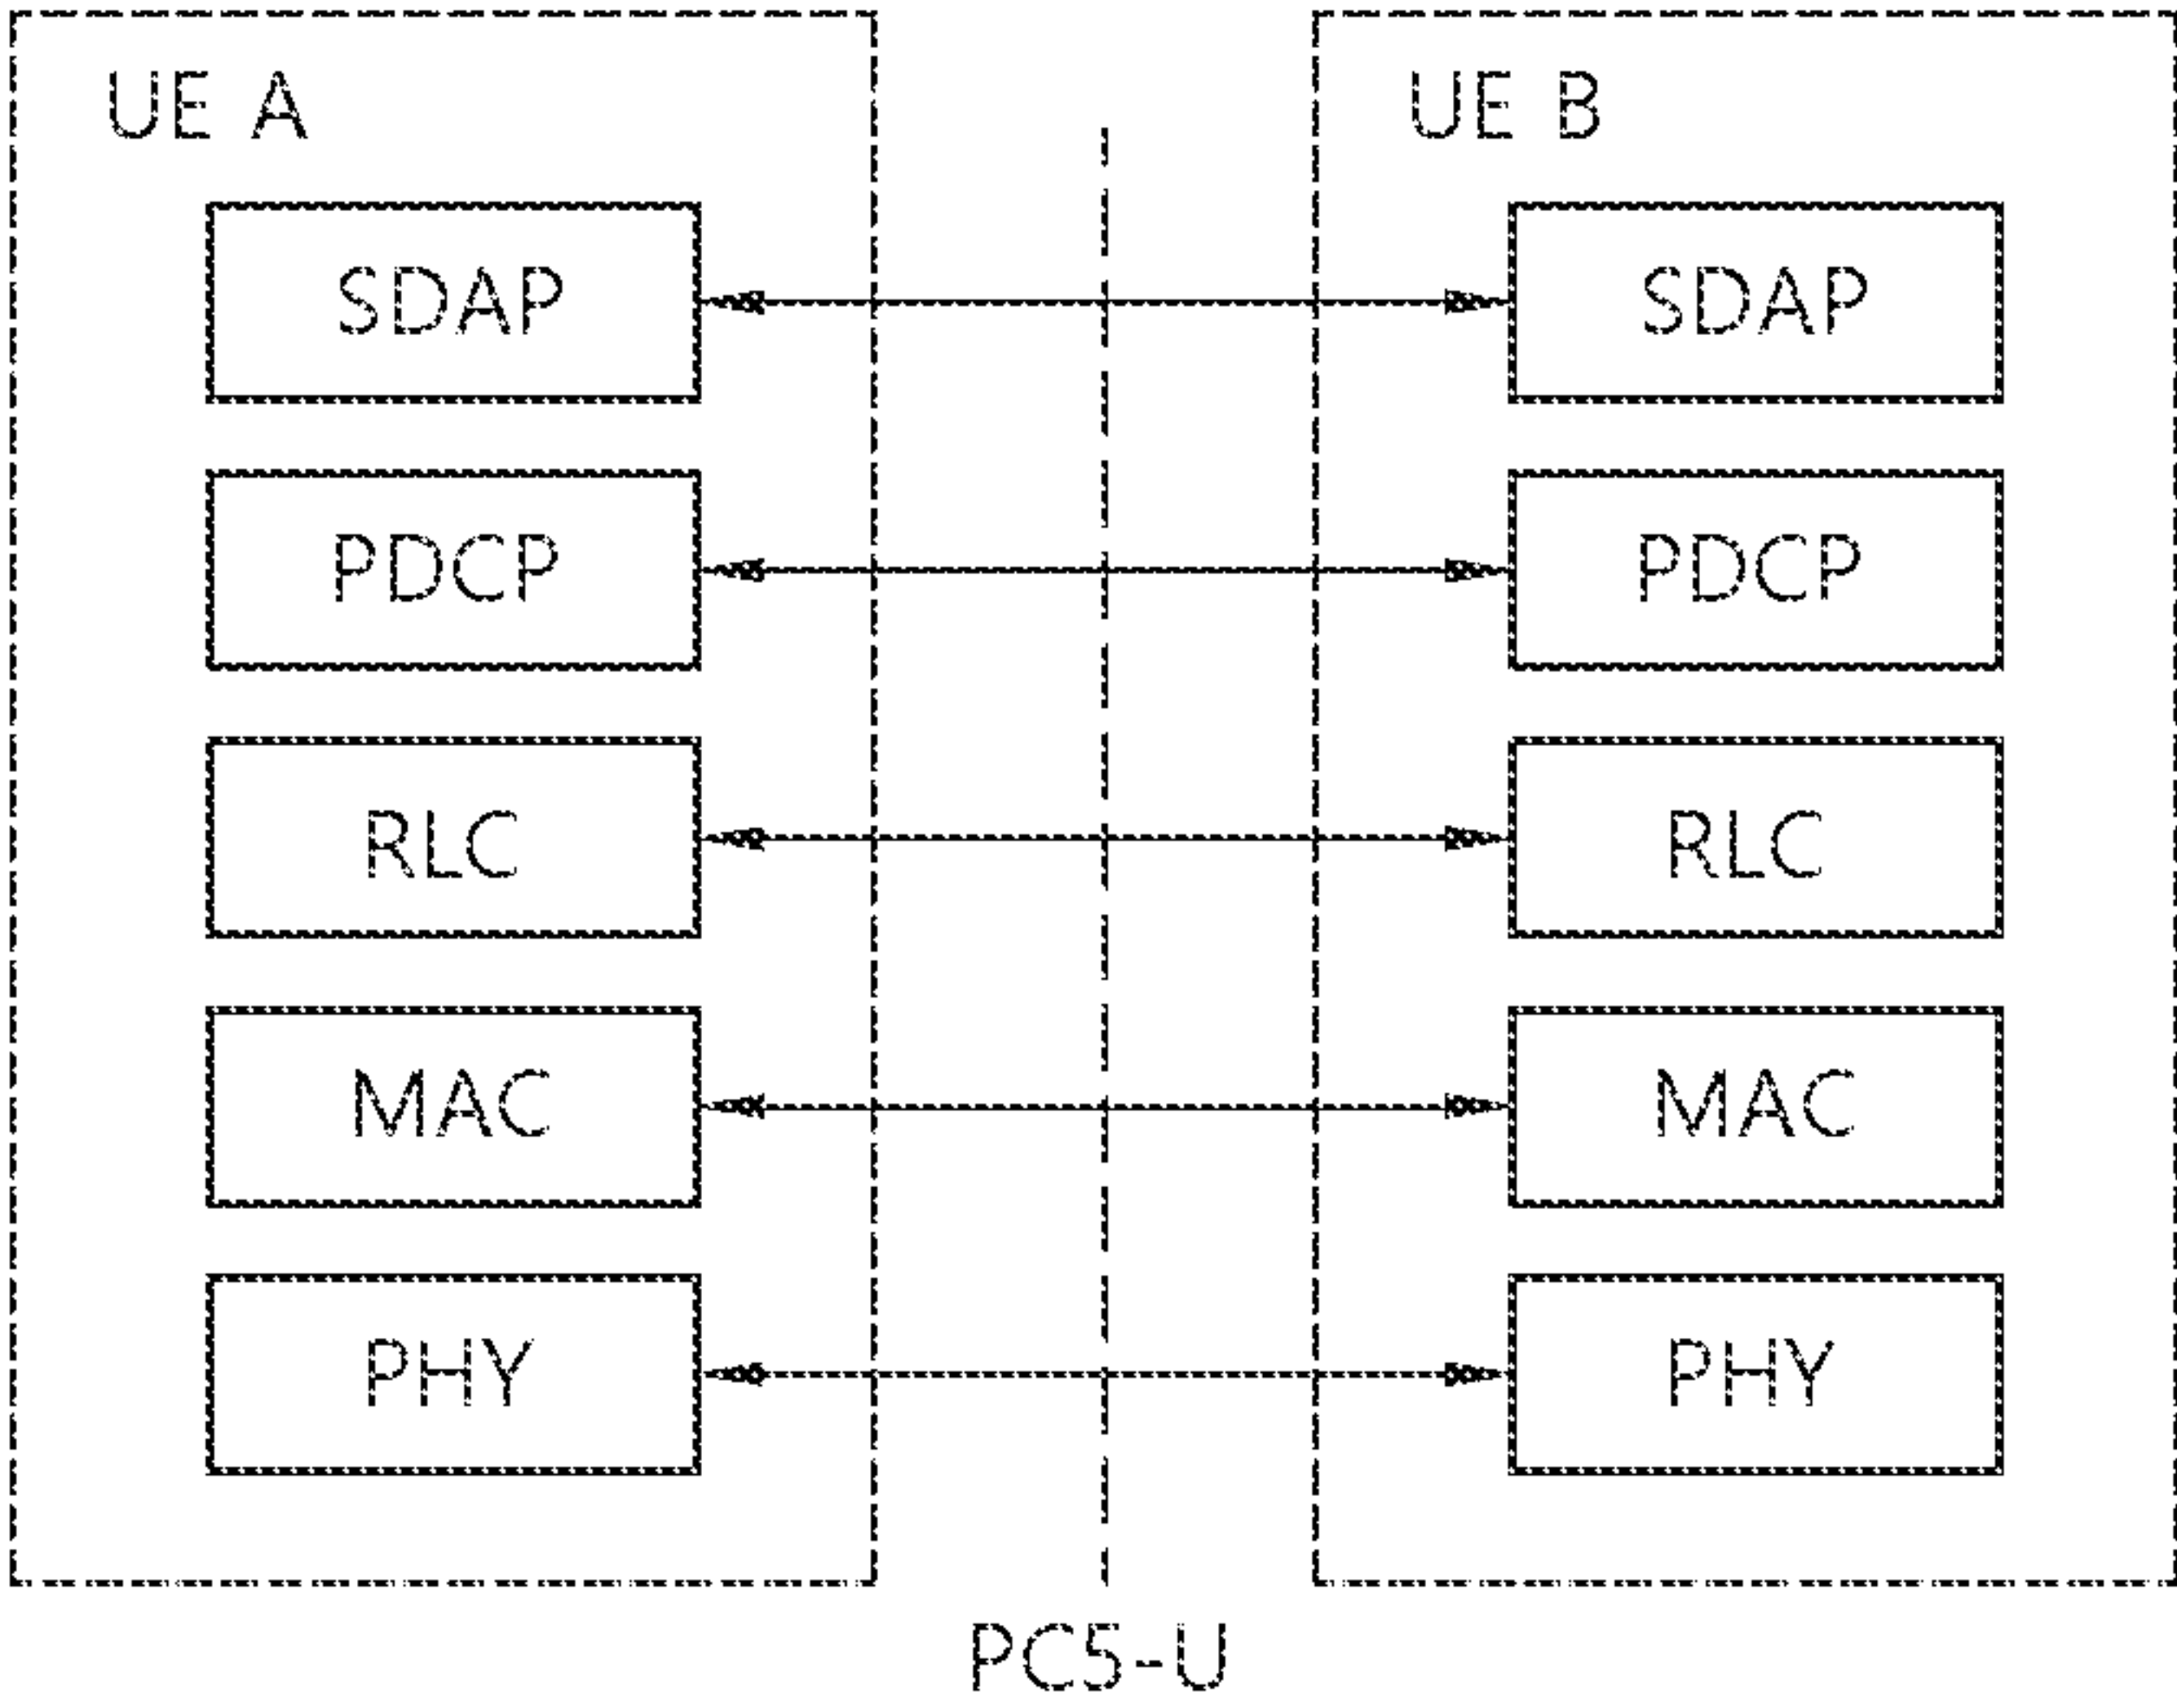 UE A
UE B
SDAP
SDAP
PDCP
PDCP
RLC
RLC
MAC
MAC
PHY
PHY
PC5-U